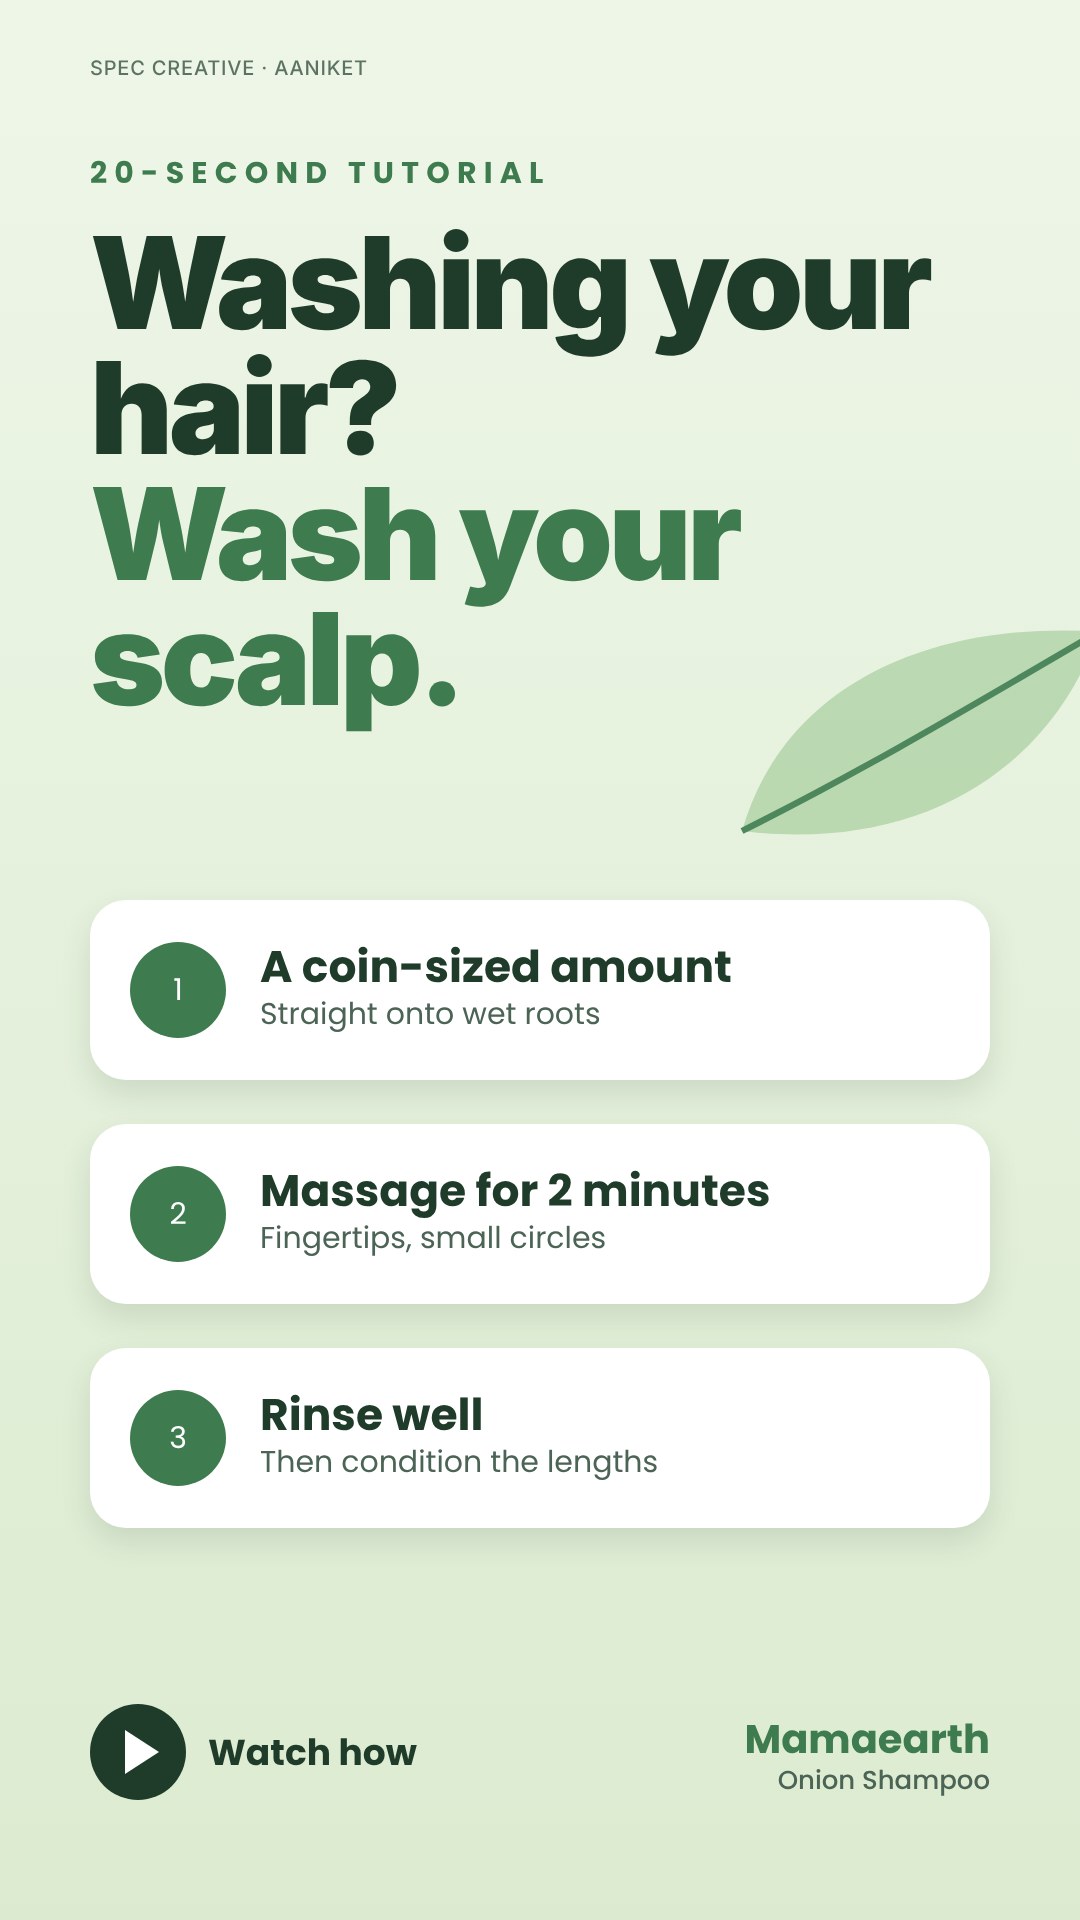 SPEC CREATIVE · AANIKET
20-SECOND TUTORIAL
Washing your
hair?
Wash your
scalp.
1
A coin-sized amount
Straight onto wet roots
2
Massage for 2 minutes
Fingertips, small circles
3
Rinse well
Then condition the lengths
Watch how
Mamaearth
Onion Shampoo